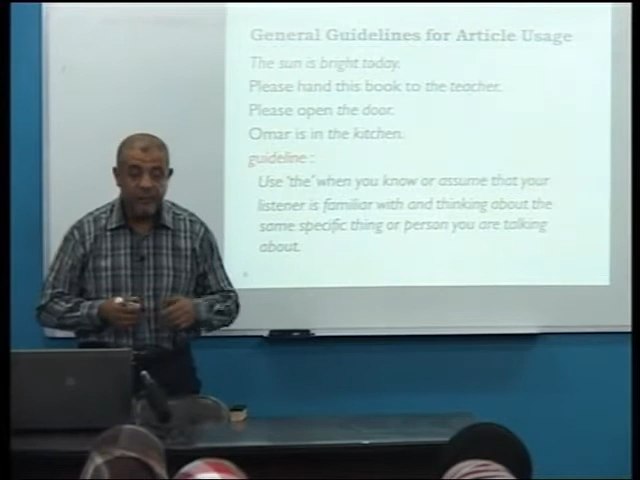 General Guidelines for Article Usage
The sun is bright today.
Please hand this book to the teacher.
Please open the door.
Omar is in the kitchen.
guideline :
Use 'the' when you know or assume that your
listener is familiar with and thinking about the
same specific thing or person you are talking
about.